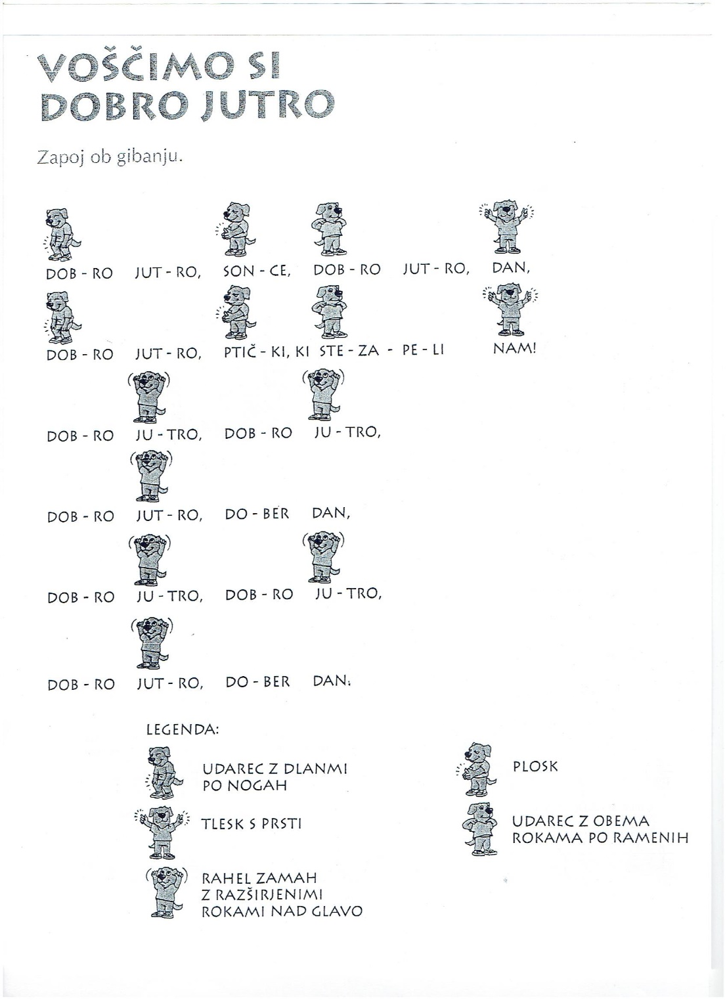 VOŠČIMO SI
DOBRO JUTRO
Zapoj ob gibanju.
DOB - RO JUT - RO, SON - CE, DOB - RO JUT - RO, DAN,
DOB - RO JUT - RO, PTIČ - KI, KI STE - ZA - PE - LI NAM!
DOB - RO JU - TRO, DOB - RO JU - TRO,
DOB - RO JUT - RO, DO - BER DAN,
DOB - RO JU - TRO, DOB - RO JU - TRO,
DOB - RO JUT - RO, DO - BER DAN.
LEGENDA:
UDAREC Z DLANMI
PO NOGAH
TLESK S PRSTI
RAHEL ZAMAH
Z RAZŠIRJENIMI
ROKAMI NAD GLAVO
PLOSK
UDAREC Z OBEMA
ROKAMA PO RAMENIH